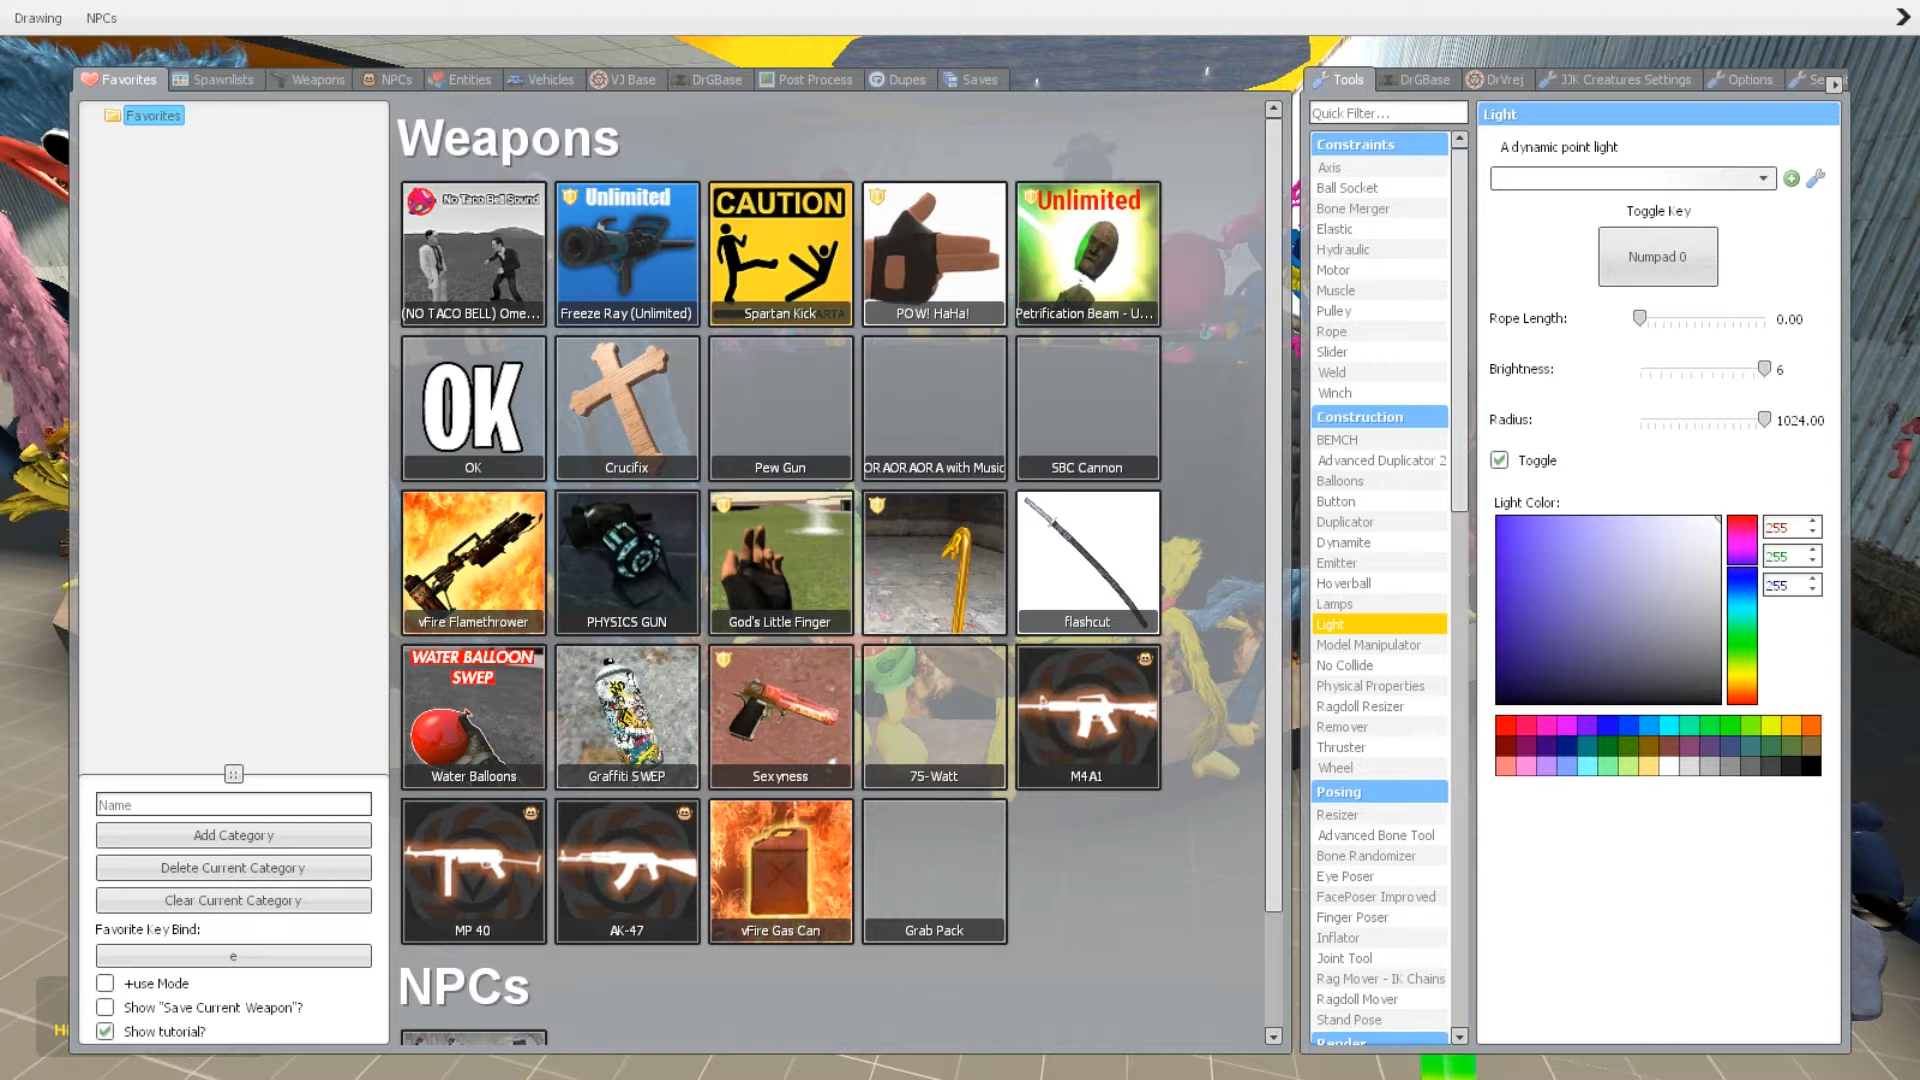 Drawing NPCs
Favorites Spawnlists Weapons NPCs Entities Vehicles VJ Base DrGBase Post Process Dupes Saves
Favorites
Name
Add Category
Delete Current Category
Clear Current Category
Favorite Key Bind:
e
+use Mode
Show "Save Current Weapon"?
Show tutorial?
Weapons
No Taco Bell Sound
(NO TACO BELL) Ome...
Unlimited
Freeze Ray (Unlimited)
CAUTION
Spartan Kick
POW! HaHa!
Unlimited
Petrification Beam - U...
OK
OK
Crucifix
Pew Gun
OR AOR AOR A with Music
SBC Cannon
vFire Flamethrower
PHYSICS GUN
God's Little Finger
flashcut
WATER BALLOON
SWEP
Water Balloons
Graffiti SWEP
Sexyness
75-Watt
M4A1
MP 40
AK-47
vFire Gas Can
Grab Pack
NPCs
Tools DrGBase DrVrej JJK Creatures Settings Options
Quick Filter...
Constraints
Axis
Ball Socket
Bone Merger
Elastic
Hydraulic
Motor
Muscle
Pulley
Rope
Slider
Weld
Winch
Construction
BEMCH
Advanced Duplicator 2
Balloons
Button
Duplicator
Dynamite
Emitter
Hoverball
Lamps
Light
Model Manipulator
No Collide
Physical Properties
Ragdoll Resizer
Remover
Thruster
Wheel
Posing
Resizer
Advanced Bone Tool
Bone Randomizer
Eye Poser
FacePoser Improved
Finger Poser
Inflator
Joint Tool
Rag Mover - IK Chains
Ragdoll Mover
Stand Pose
Render
Light
A dynamic point light
Toggle Key
Numpad 0
Rope Length: 0.00
Brightness: 6
Radius: 1024.00
Toggle
Light Color:
255
255
255